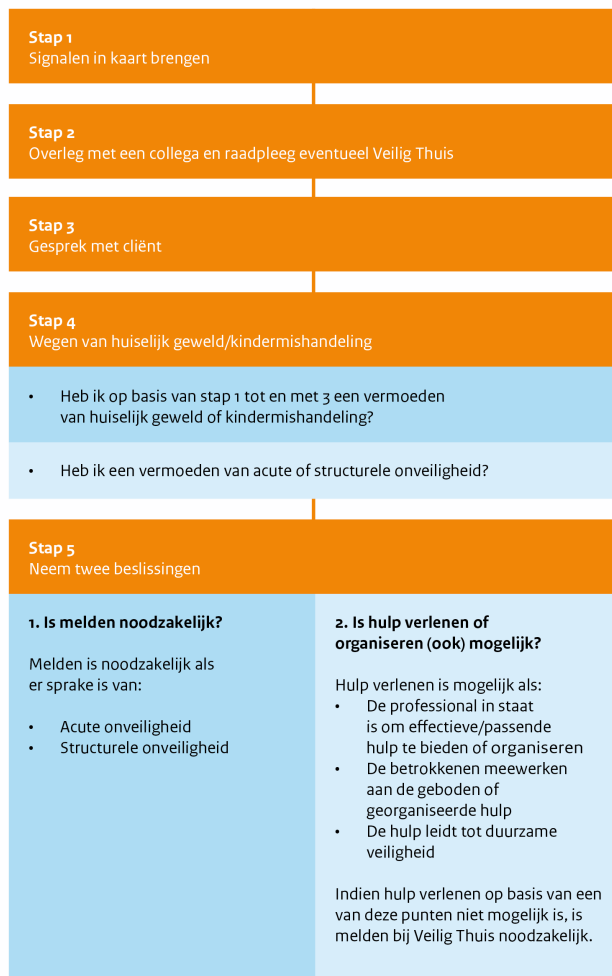 Stap 1
Signalen in kaart brengen
Stap 2
Overleg met een collega en raadpleeg eventueel Veilig Thuis
Stap 3
Gesprek met cliënt
Stap 4
Wegen van huiselijk geweld/kindermishandeling
• Heb ik op basis van stap 1 tot en met 3 een vermoeden
van huiselijk geweld of kindermishandeling?
• Heb ik een vermoeden van acute of structurele onveiligheid?
Stap 5
Neem twee beslissingen
1. Is melden noodzakelijk?
Melden is noodzakelijk als
er sprake is van:
• Acute onveiligheid
• Structurele onveiligheid
2. Is hulp verlenen of
organiseren (ook) mogelijk?
Hulp verlenen is mogelijk als:
• De professional in staat
is om effectieve/passende
hulp te bieden of organiseren
• De betrokkenen meewerken
aan de geboden of
georganiseerde hulp
• De hulp leidt tot duurzame
veiligheid
Indien hulp verlenen op basis van een
van deze punten niet mogelijk is, is
melden bij Veilig Thuis noodzakelijk.